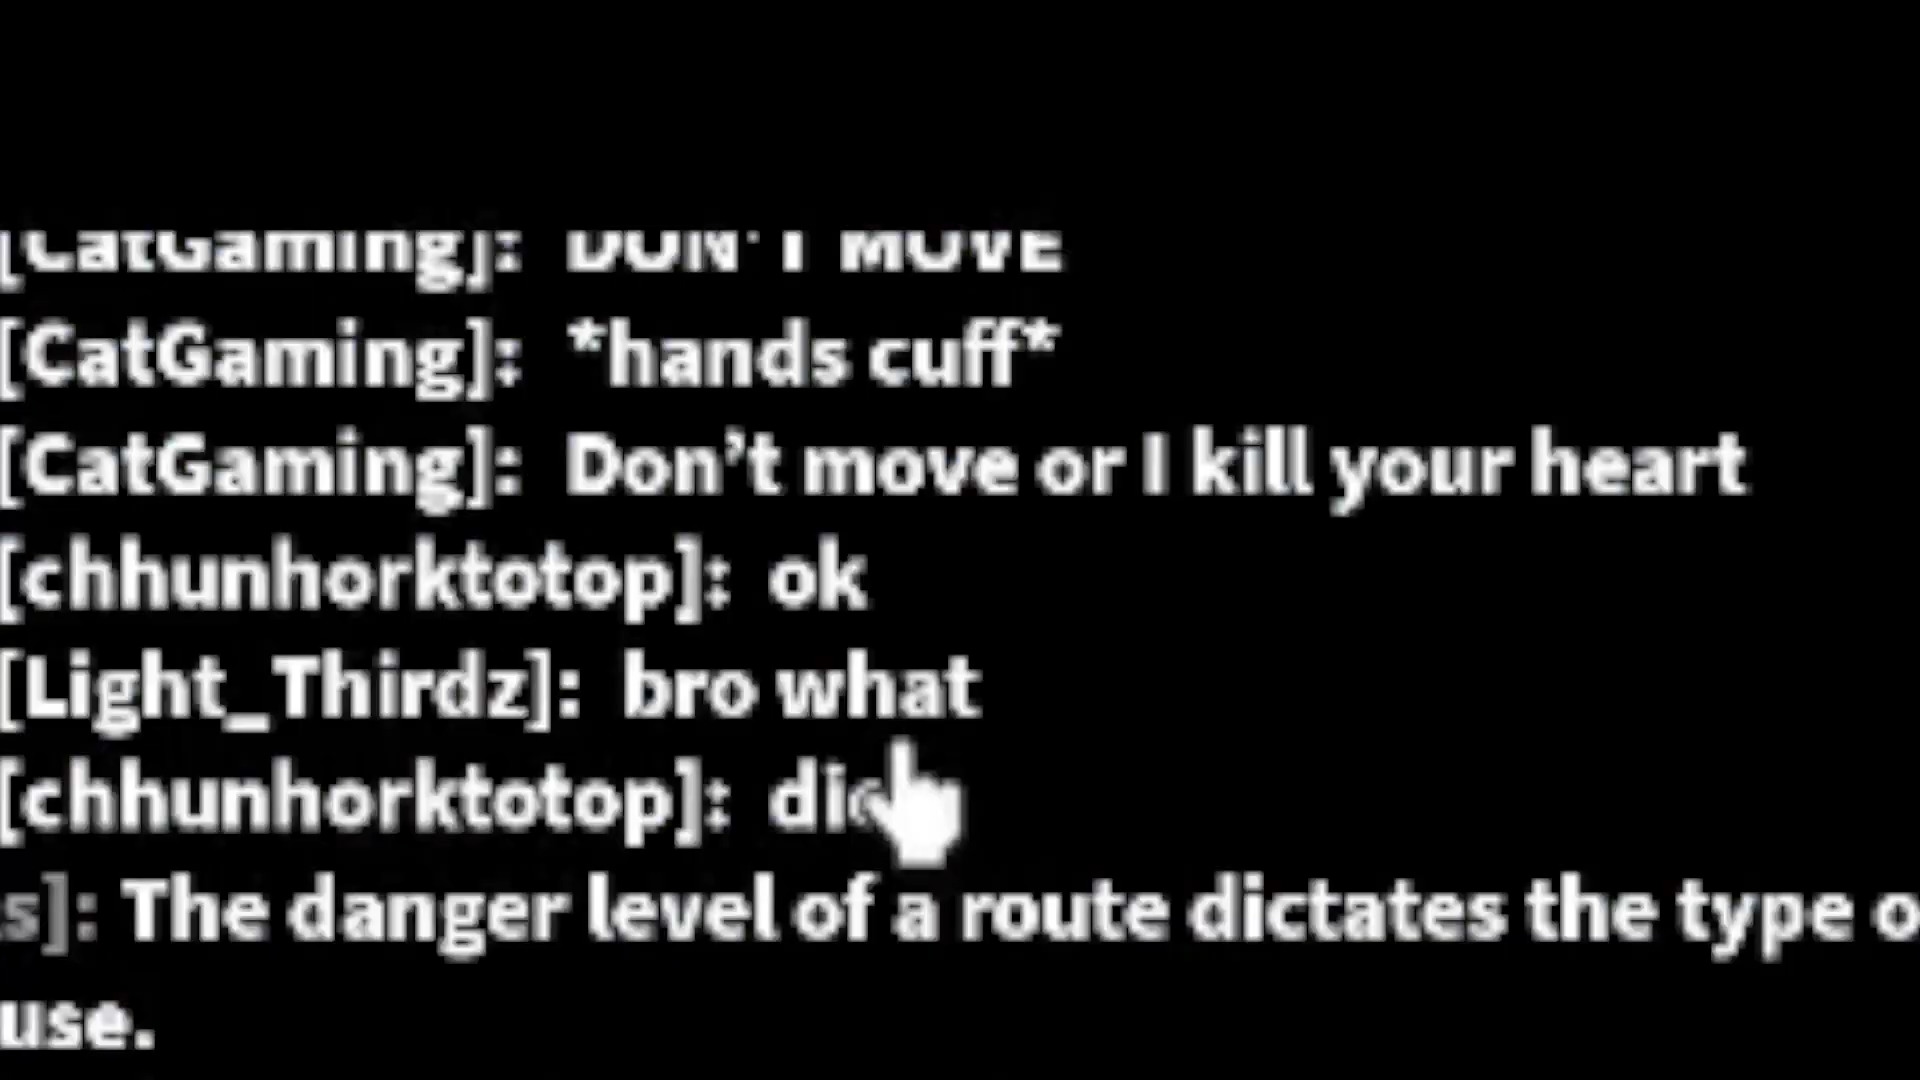 [CatGaming]: DON'T MOVE
[CatGaming]: *hands cuff*
[CatGaming]: Don't move or I kill your heart
[chhunhorktotop]: ok
[Light_Thirdz]: bro what
[chhunhorktotop]:
s]: The danger level of a route dictates the type o
use.